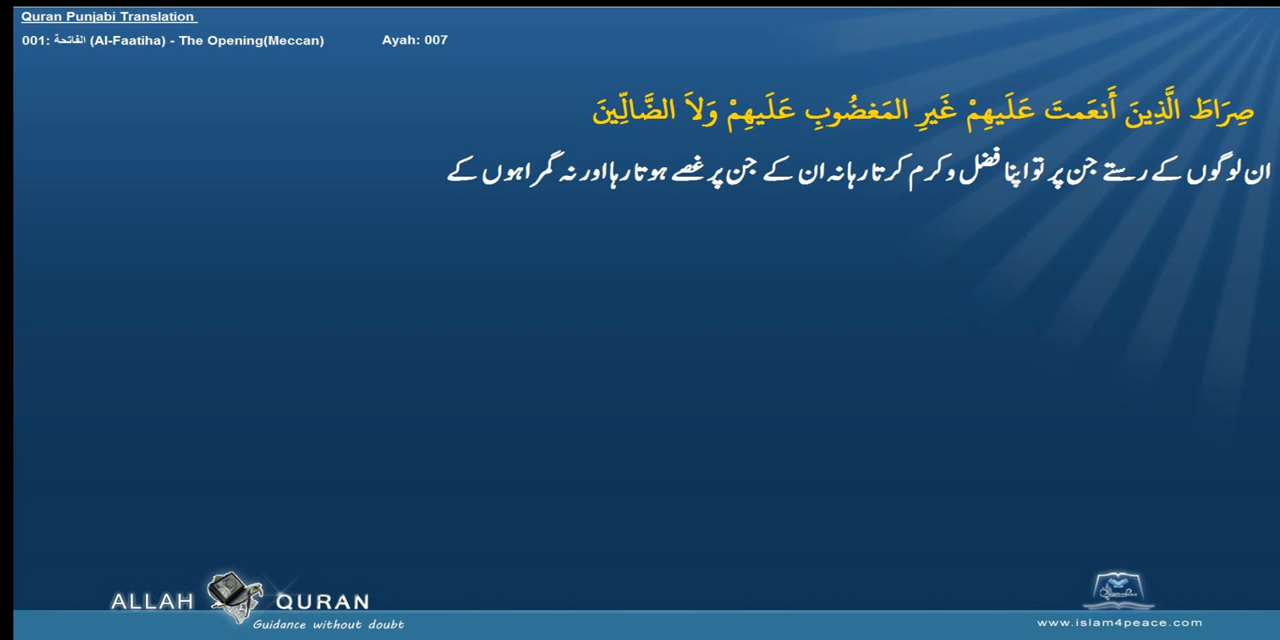 Quran Punjabi Translation
001: الفاتحة (Al-Faatiha) - The Opening(Meccan) Ayah: 007
صِرَاطَ الَّذِينَ أَنعَمتَ عَلَيهِمْ غَيرِ المَغضُوبِ عَلَيهِمْ وَلاَ الضَّالِّينَ
ان لوگوں کے رستے جن پر تو اپنا فضل و کرم کرتا رہا نہ ان کے جن پر غصے ہوتا رہا اور نہ گمراہوں کے
ALLAH QURAN
Guidance without doubt
www.islam4peace.com